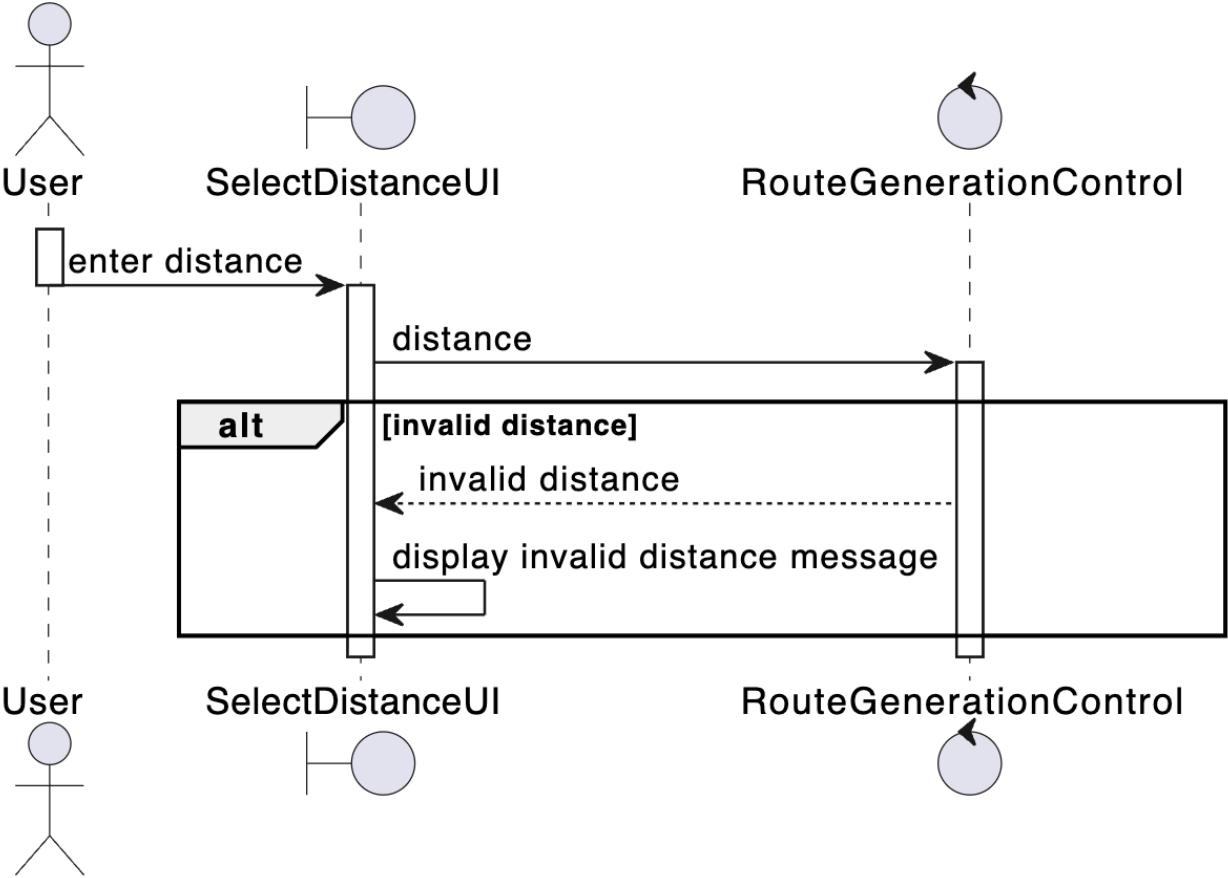 User
SelectDistanceUI
RouteGenerationControl
enter distance
distance
alt
[invalid distance]
invalid distance
display invalid distance message
User
SelectDistanceUI
RouteGenerationControl